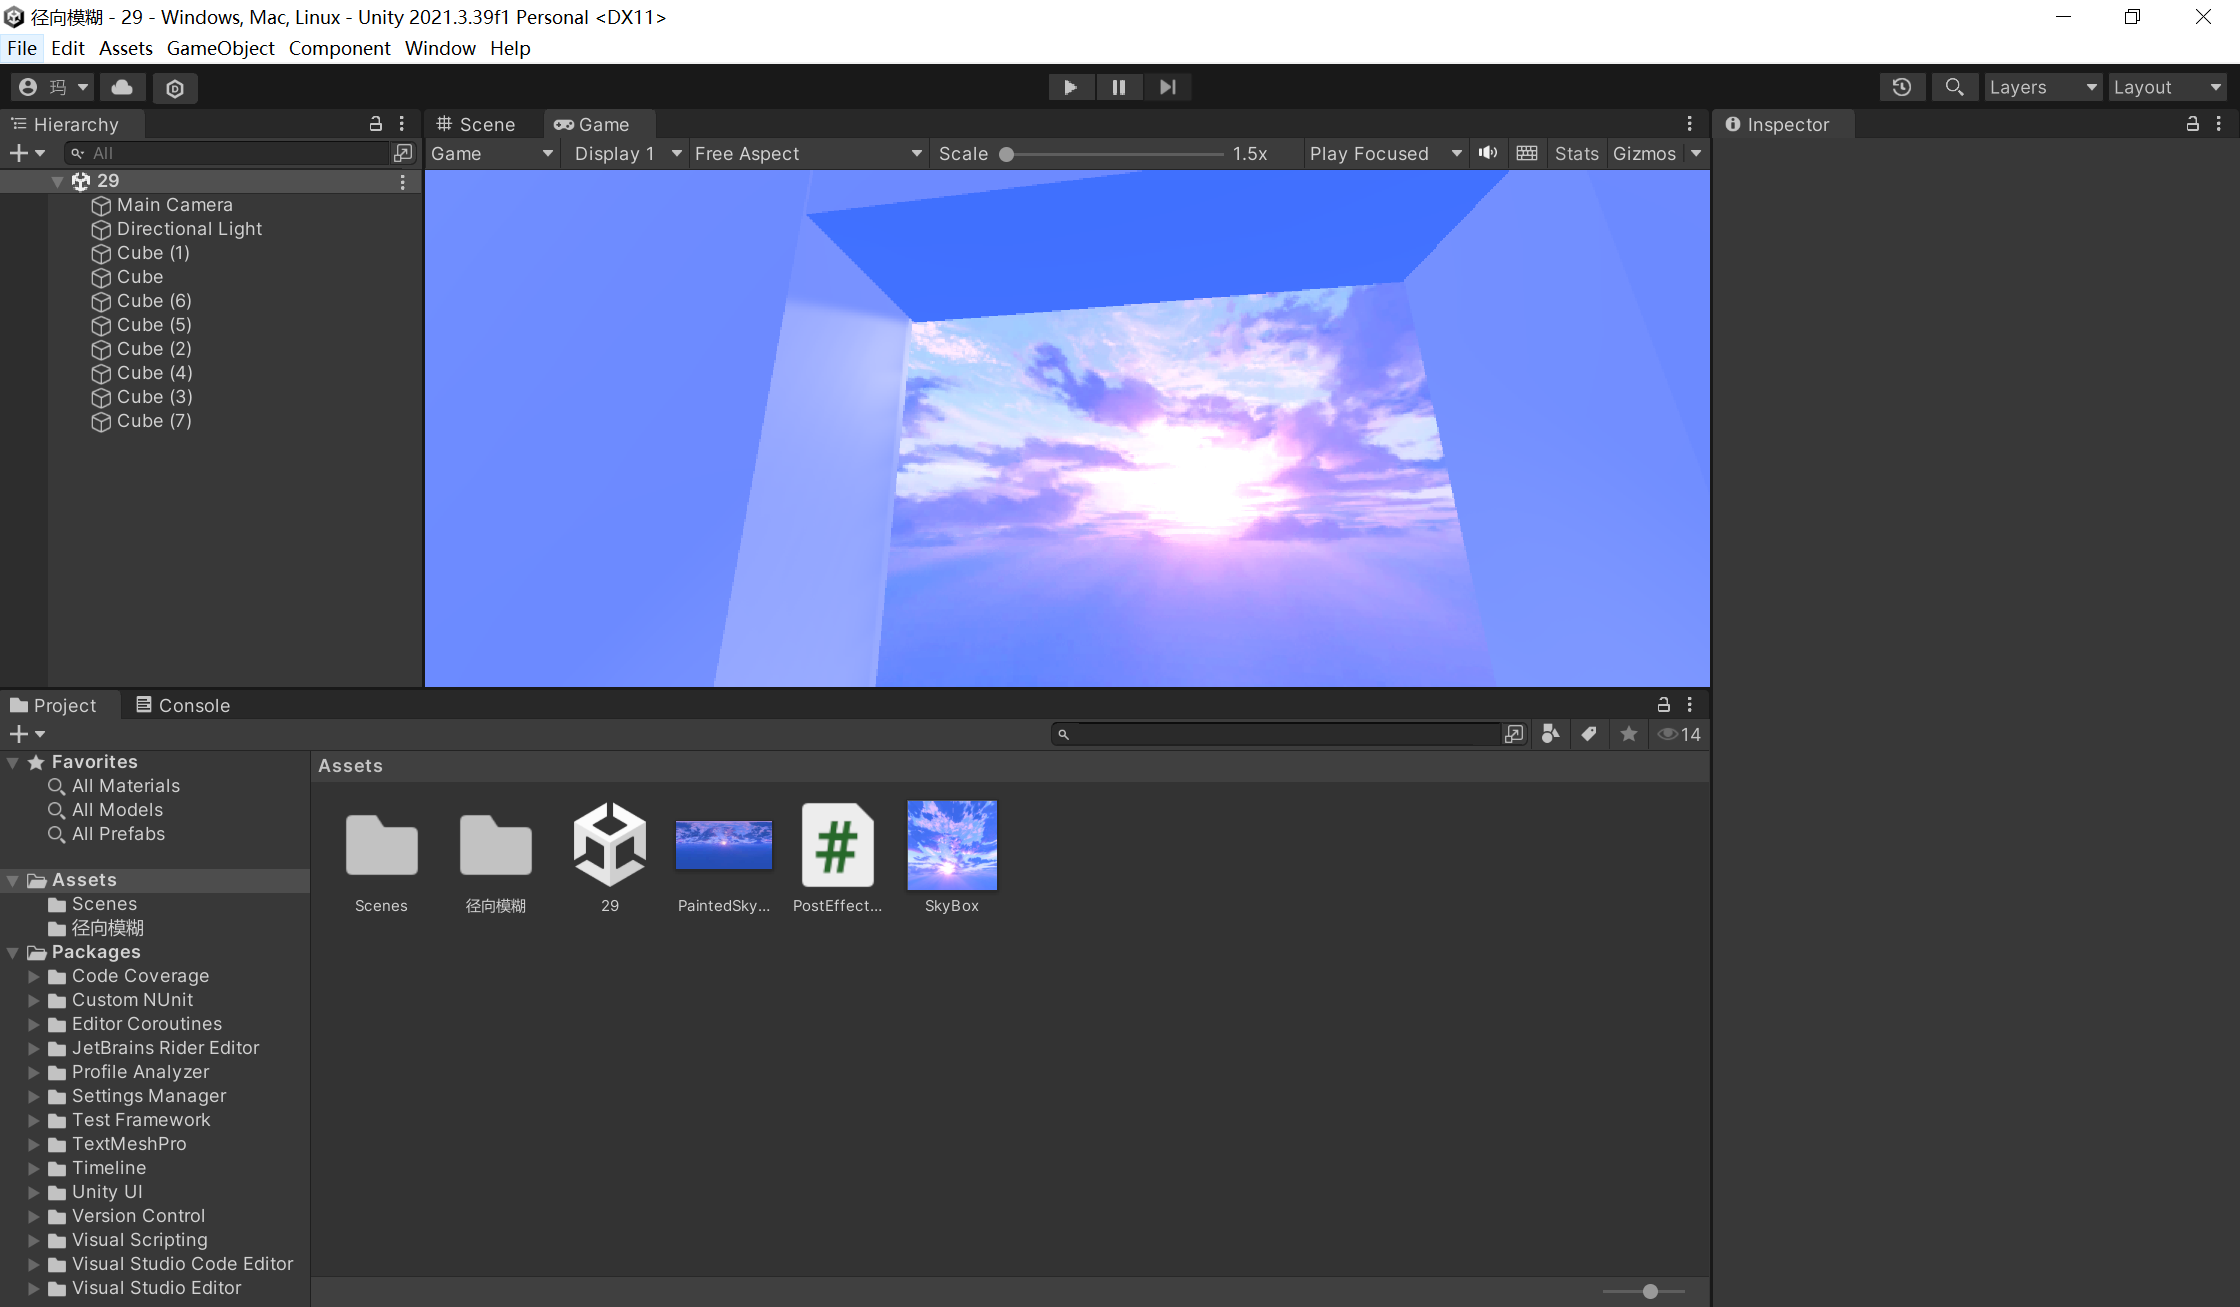 径向模糊 - 29 - Windows, Mac, Linux - Unity 2021.3.39f1 Personal <DX11>
File Edit Assets GameObject Component Window Help
玛 Layers Layout
Hierarchy
All
29
Main Camera
Directional Light
Cube (1)
Cube
Cube (6)
Cube (5)
Cube (2)
Cube (4)
Cube (3)
Cube (7)
Scene Game
Game Display 1 Free Aspect Scale 1.5x Play Focused Stats Gizmos
Inspector
Project Console
14
Favorites
All Materials
All Models
All Prefabs
Assets
Scenes
径向模糊
Packages
Code Coverage
Custom NUnit
Editor Coroutines
JetBrains Rider Editor
Profile Analyzer
Settings Manager
Test Framework
TextMeshPro
Timeline
Unity UI
Version Control
Visual Scripting
Visual Studio Code Editor
Visual Studio Editor
Assets
Scenes 径向模糊 29 PaintedSky... PostEffect... SkyBox